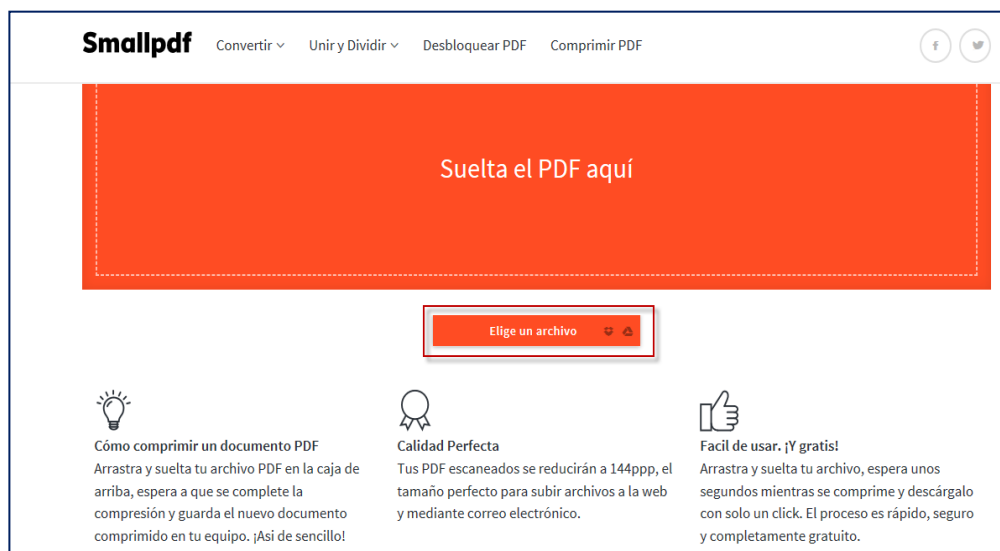 Smallpdf Convertir Unir y Dividir Desbloquear PDF Comprimir PDF
Suelta el PDF aquí
Elige un archivo
Cómo comprimir un documento PDF
Arrastra y suelta tu archivo PDF en la caja de
arriba, espera a que se complete la
compresión y guarda el nuevo documento
comprimido en tu equipo. ¡Asi de sencillo!
Calidad Perfecta
Tus PDF escaneados se reducirán a 144ppp, el
tamaño perfecto para subir archivos a la web
y mediante correo electrónico.
Facil de usar. ¡Y gratis!
Arrastra y suelta tu archivo, espera unos
segundos mientras se comprime y descárgalo
con solo un click. El proceso es rápido, seguro
y completamente gratuito.